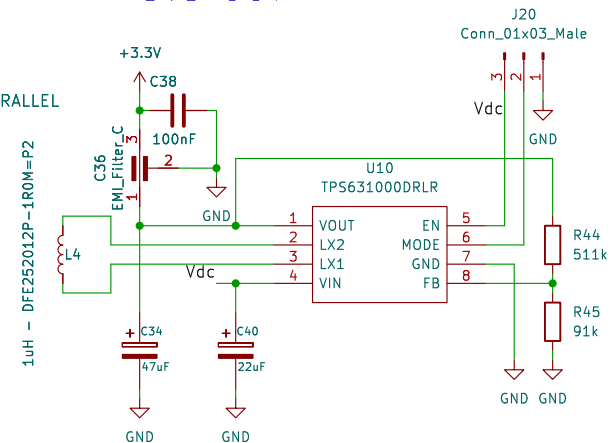 J20
Conn_01x03_Male
3
2
1
Vdc
GND
+3.3V
C38
100nF
RALLEL
C36
EMI_Filter_C
3
2
1
GND
1uH - DFE252012P-1R0M=P2
L4
U10
TPS631000DRLR
1 VOUT EN 5
2 LX2 MODE 6
3 LX1 GND 7
4 VIN FB 8
Vdc
R44
511k
R45
91k
C34
47uF
C40
22uF
GND
GND
GND
GND